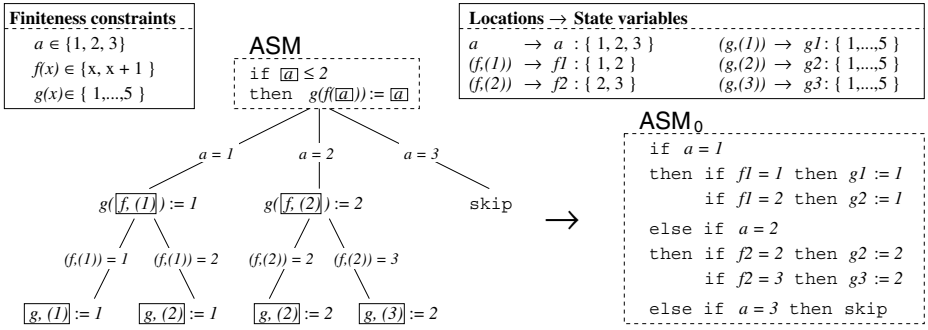 Finiteness constraints
a ∈ {1, 2, 3}
f(x) ∈ {x, x + 1 }
g(x)∈ { 1,...,5 }
ASM
if a ≤ 2
then g(f(a)) := a
Locations → State variables
a → a : { 1, 2, 3 } (g,(1)) → g1: { 1,...,5 }
(f,(1)) → f1 : { 1, 2 } (g,(2)) → g2: { 1,...,5 }
(f,(2)) → f2 : { 2, 3 } (g,(3)) → g3: { 1,...,5 }
a = 1 a = 2 a = 3
g( f, (1) ) := 1 g( f, (2) ) := 2 skip
→
(f,(1)) = 1 (f,(1)) = 2 (f,(2)) = 2 (f,(2)) = 3
g, (1) := 1 g, (2) := 1 g, (2) := 2 g, (3) := 2
ASM0
if a = 1
then if f1 = 1 then g1 := 1
if f1 = 2 then g2 := 1
else if a = 2
then if f2 = 2 then g2 := 2
if f2 = 3 then g3 := 2
else if a = 3 then skip